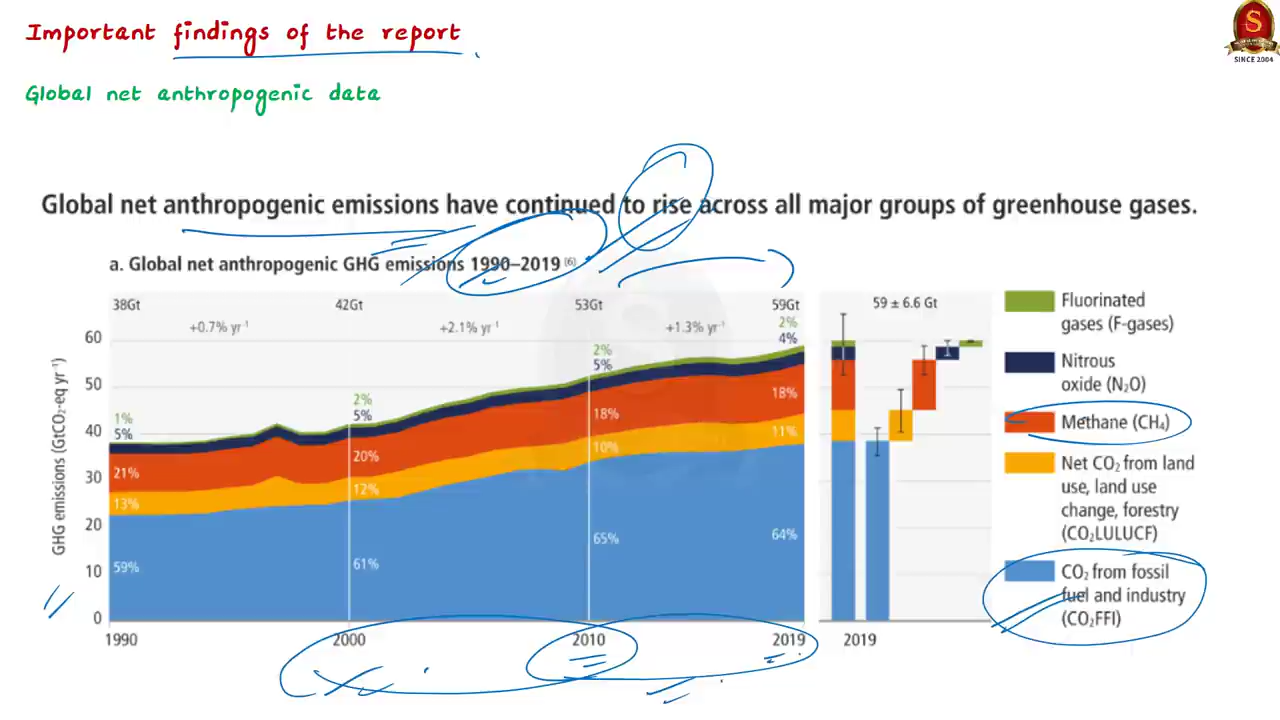 Important findings of the report
S
SINCE 2004
Global net anthropogenic data
Global net anthropogenic emissions have continued to rise across all major groups of greenhouse gases.
a. Global net anthropogenic GHG emissions 1990–2019 (6)
38Gt 42Gt 53Gt 59Gt
+0.7% yr⁻¹ +2.1% yr⁻¹ +1.3% yr⁻¹
59 ± 6.6 Gt
GHG emissions (GtCO₂-eq yr⁻¹)
60
50
40
30
20
10
0
1% 2% 2% 2%
5% 5% 5% 4%
21% 20% 18% 18%
13% 12% 10% 11%
59% 61% 65% 64%
1990 2000 2010 2019
2019
Fluorinated
gases (F-gases)
Nitrous
oxide (N₂O)
Methane (CH₄)
Net CO₂ from land
use, land use
change, forestry
(CO₂LULUCF)
CO₂ from fossil
fuel and industry
(CO₂FFI)